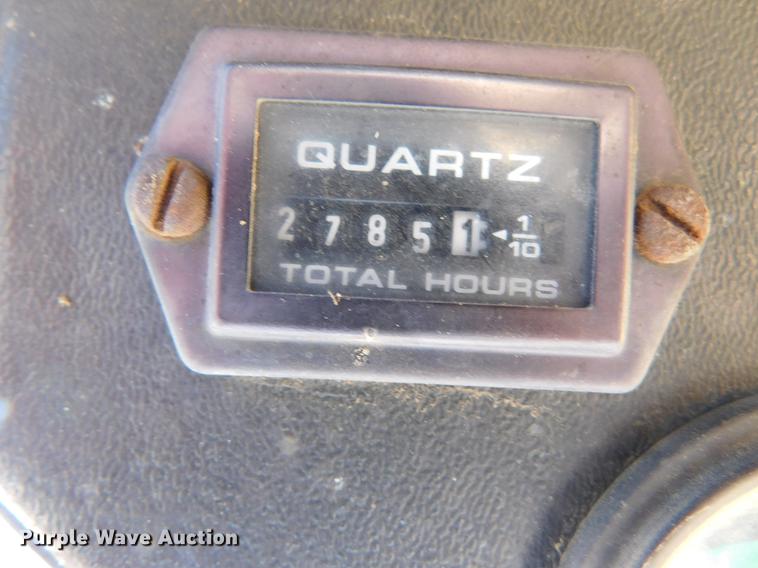 QUARTZ
2 7 8 5 1 ◄ 1/10
TOTAL HOURS
Purple Wave Auction